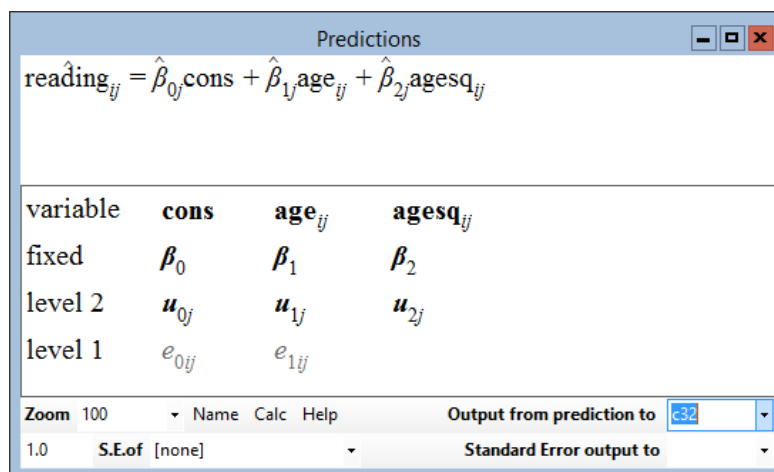 Predictions
reâding_ij = β̂_0j cons + β̂_1j age_ij + β̂_2j agesq_ij
variable cons age_ij agesq_ij
fixed β_0 β_1 β_2
level 2 u_0j u_1j u_2j
level 1 e_0ij e_1ij
Zoom 100 Name Calc Help Output from prediction to c32
1.0 S.E.of [none] Standard Error output to